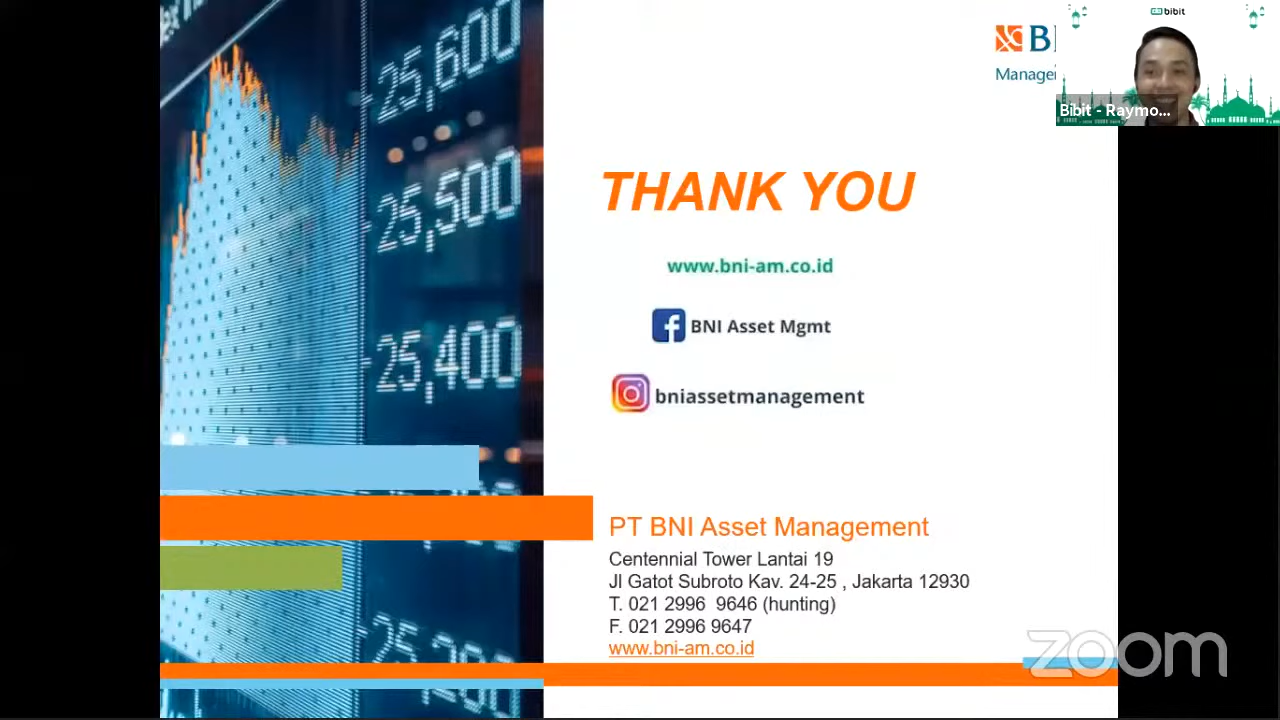 25,600
25,500
25,400
25,200
B
Manage
bibit
Bibit - Raymo...
THANK YOU
www.bni-am.co.id
BNI Asset Mgmt
bniassetmanagement
PT BNI Asset Management
Centennial Tower Lantai 19
Jl Gatot Subroto Kav. 24-25 , Jakarta 12930
T. 021 2996 9646 (hunting)
F. 021 2996 9647
www.bni-am.co.id
zoom